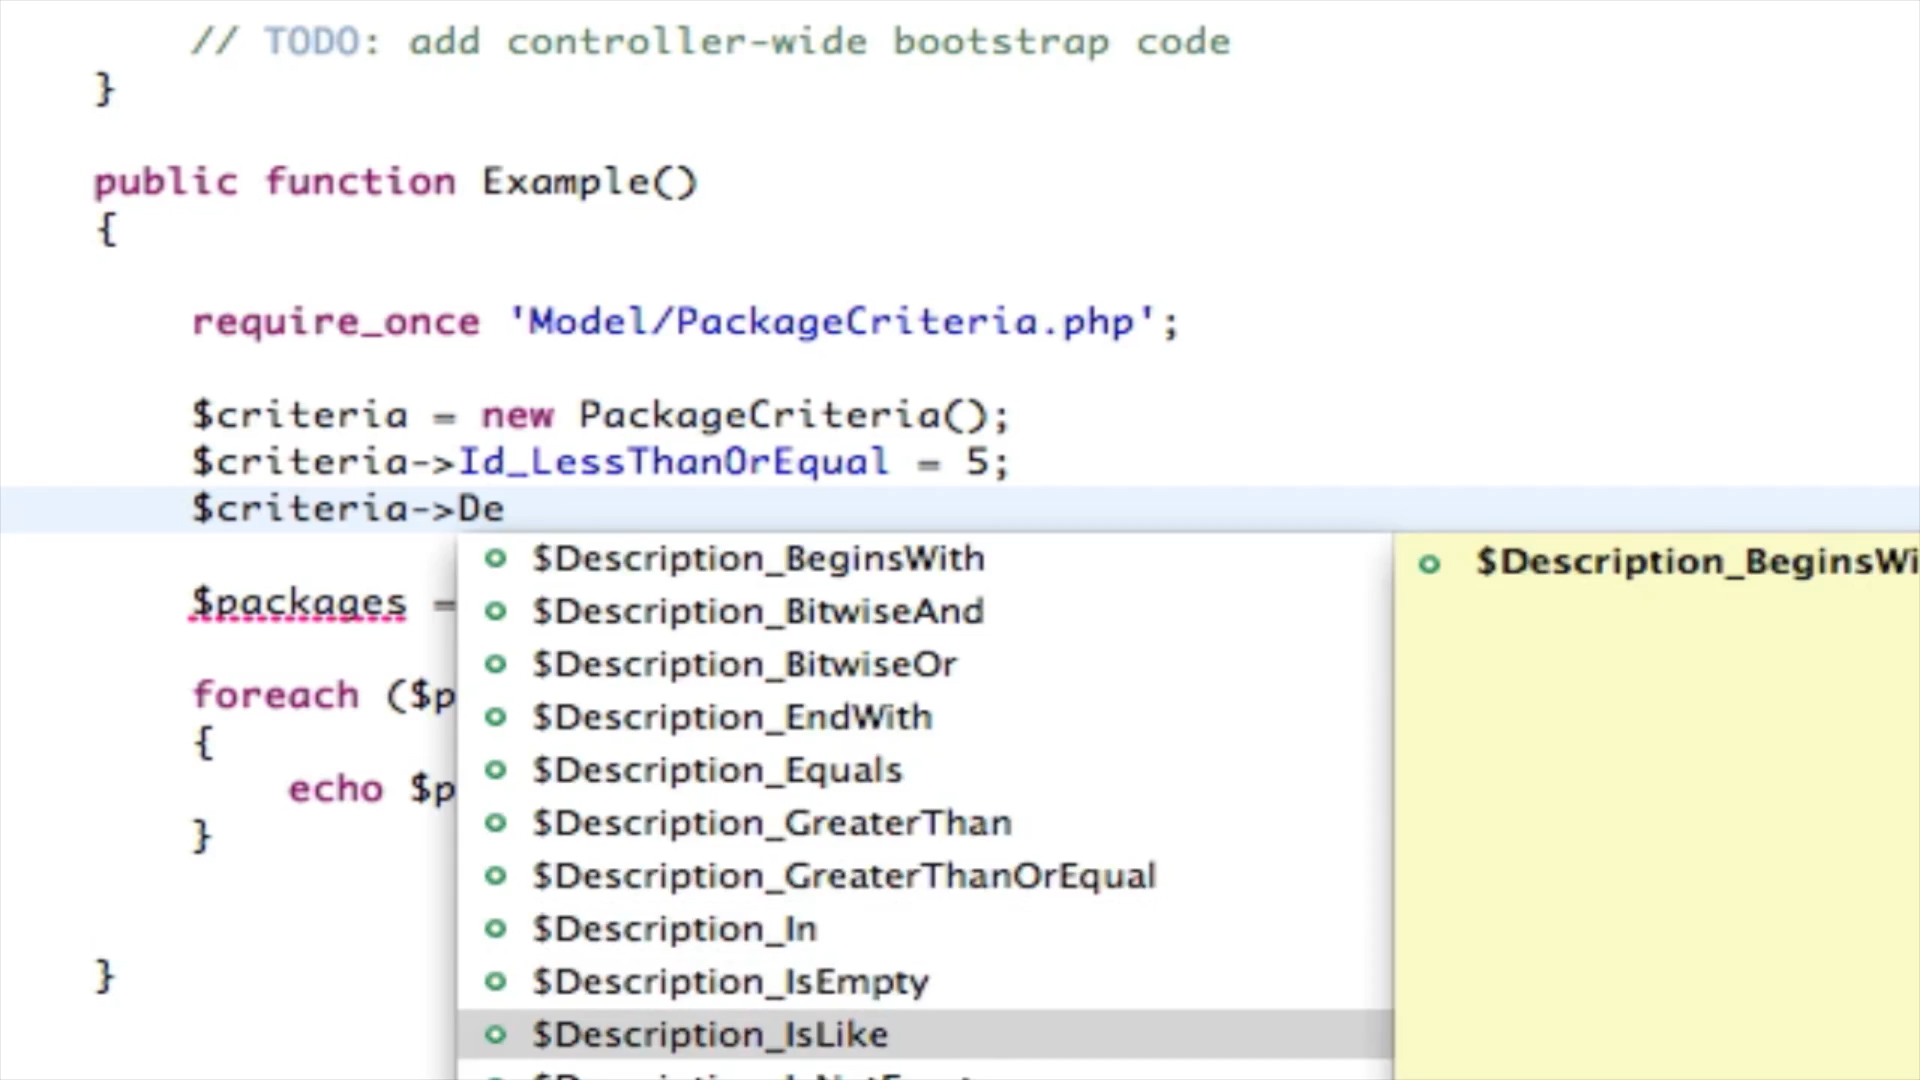 // TODO: add controller-wide bootstrap code
}
public function Example()
{
require_once 'Model/PackageCriteria.php';
$criteria = new PackageCriteria();
$criteria->Id_LessThanOrEqual = 5;
$criteria->De
$Description_BeginsWith
$Description_BitwiseAnd
$Description_BitwiseOr
$Description_EndWith
$Description_Equals
$Description_GreaterThan
$Description_GreaterThanOrEqual
$Description_In
$Description_IsEmpty
$Description_IsLike
$Description_BeginsWi
$packages =
foreach ($p
{
echo $p
}
}